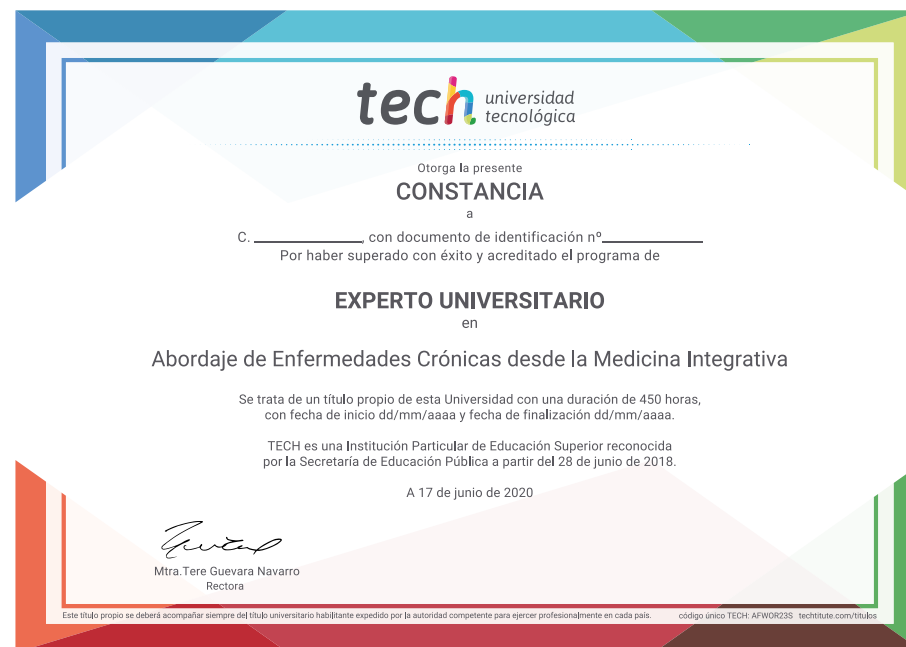 tech universidad
tecnológica
Otorga la presente
CONSTANCIA
a
C. ____________, con documento de identificación nº____________
Por haber superado con éxito y acreditado el programa de
EXPERTO UNIVERSITARIO
en
Abordaje de Enfermedades Crónicas desde la Medicina Integrativa
Se trata de un título propio de esta Universidad con una duración de 450 horas,
con fecha de inicio dd/mm/aaaa y fecha de finalización dd/mm/aaaa.
TECH es una Institución Particular de Educación Superior reconocida
por la Secretaría de Educación Pública a partir del 28 de junio de 2018.
A 17 de junio de 2020
Mtra.Tere Guevara Navarro
Rectora
Este título propio se deberá acompañar siempre del título universitario habilitante expedido por la autoridad competente para ejercer profesionalmente en cada país. código único TECH: AFWOR23S techtitute.com/titulos